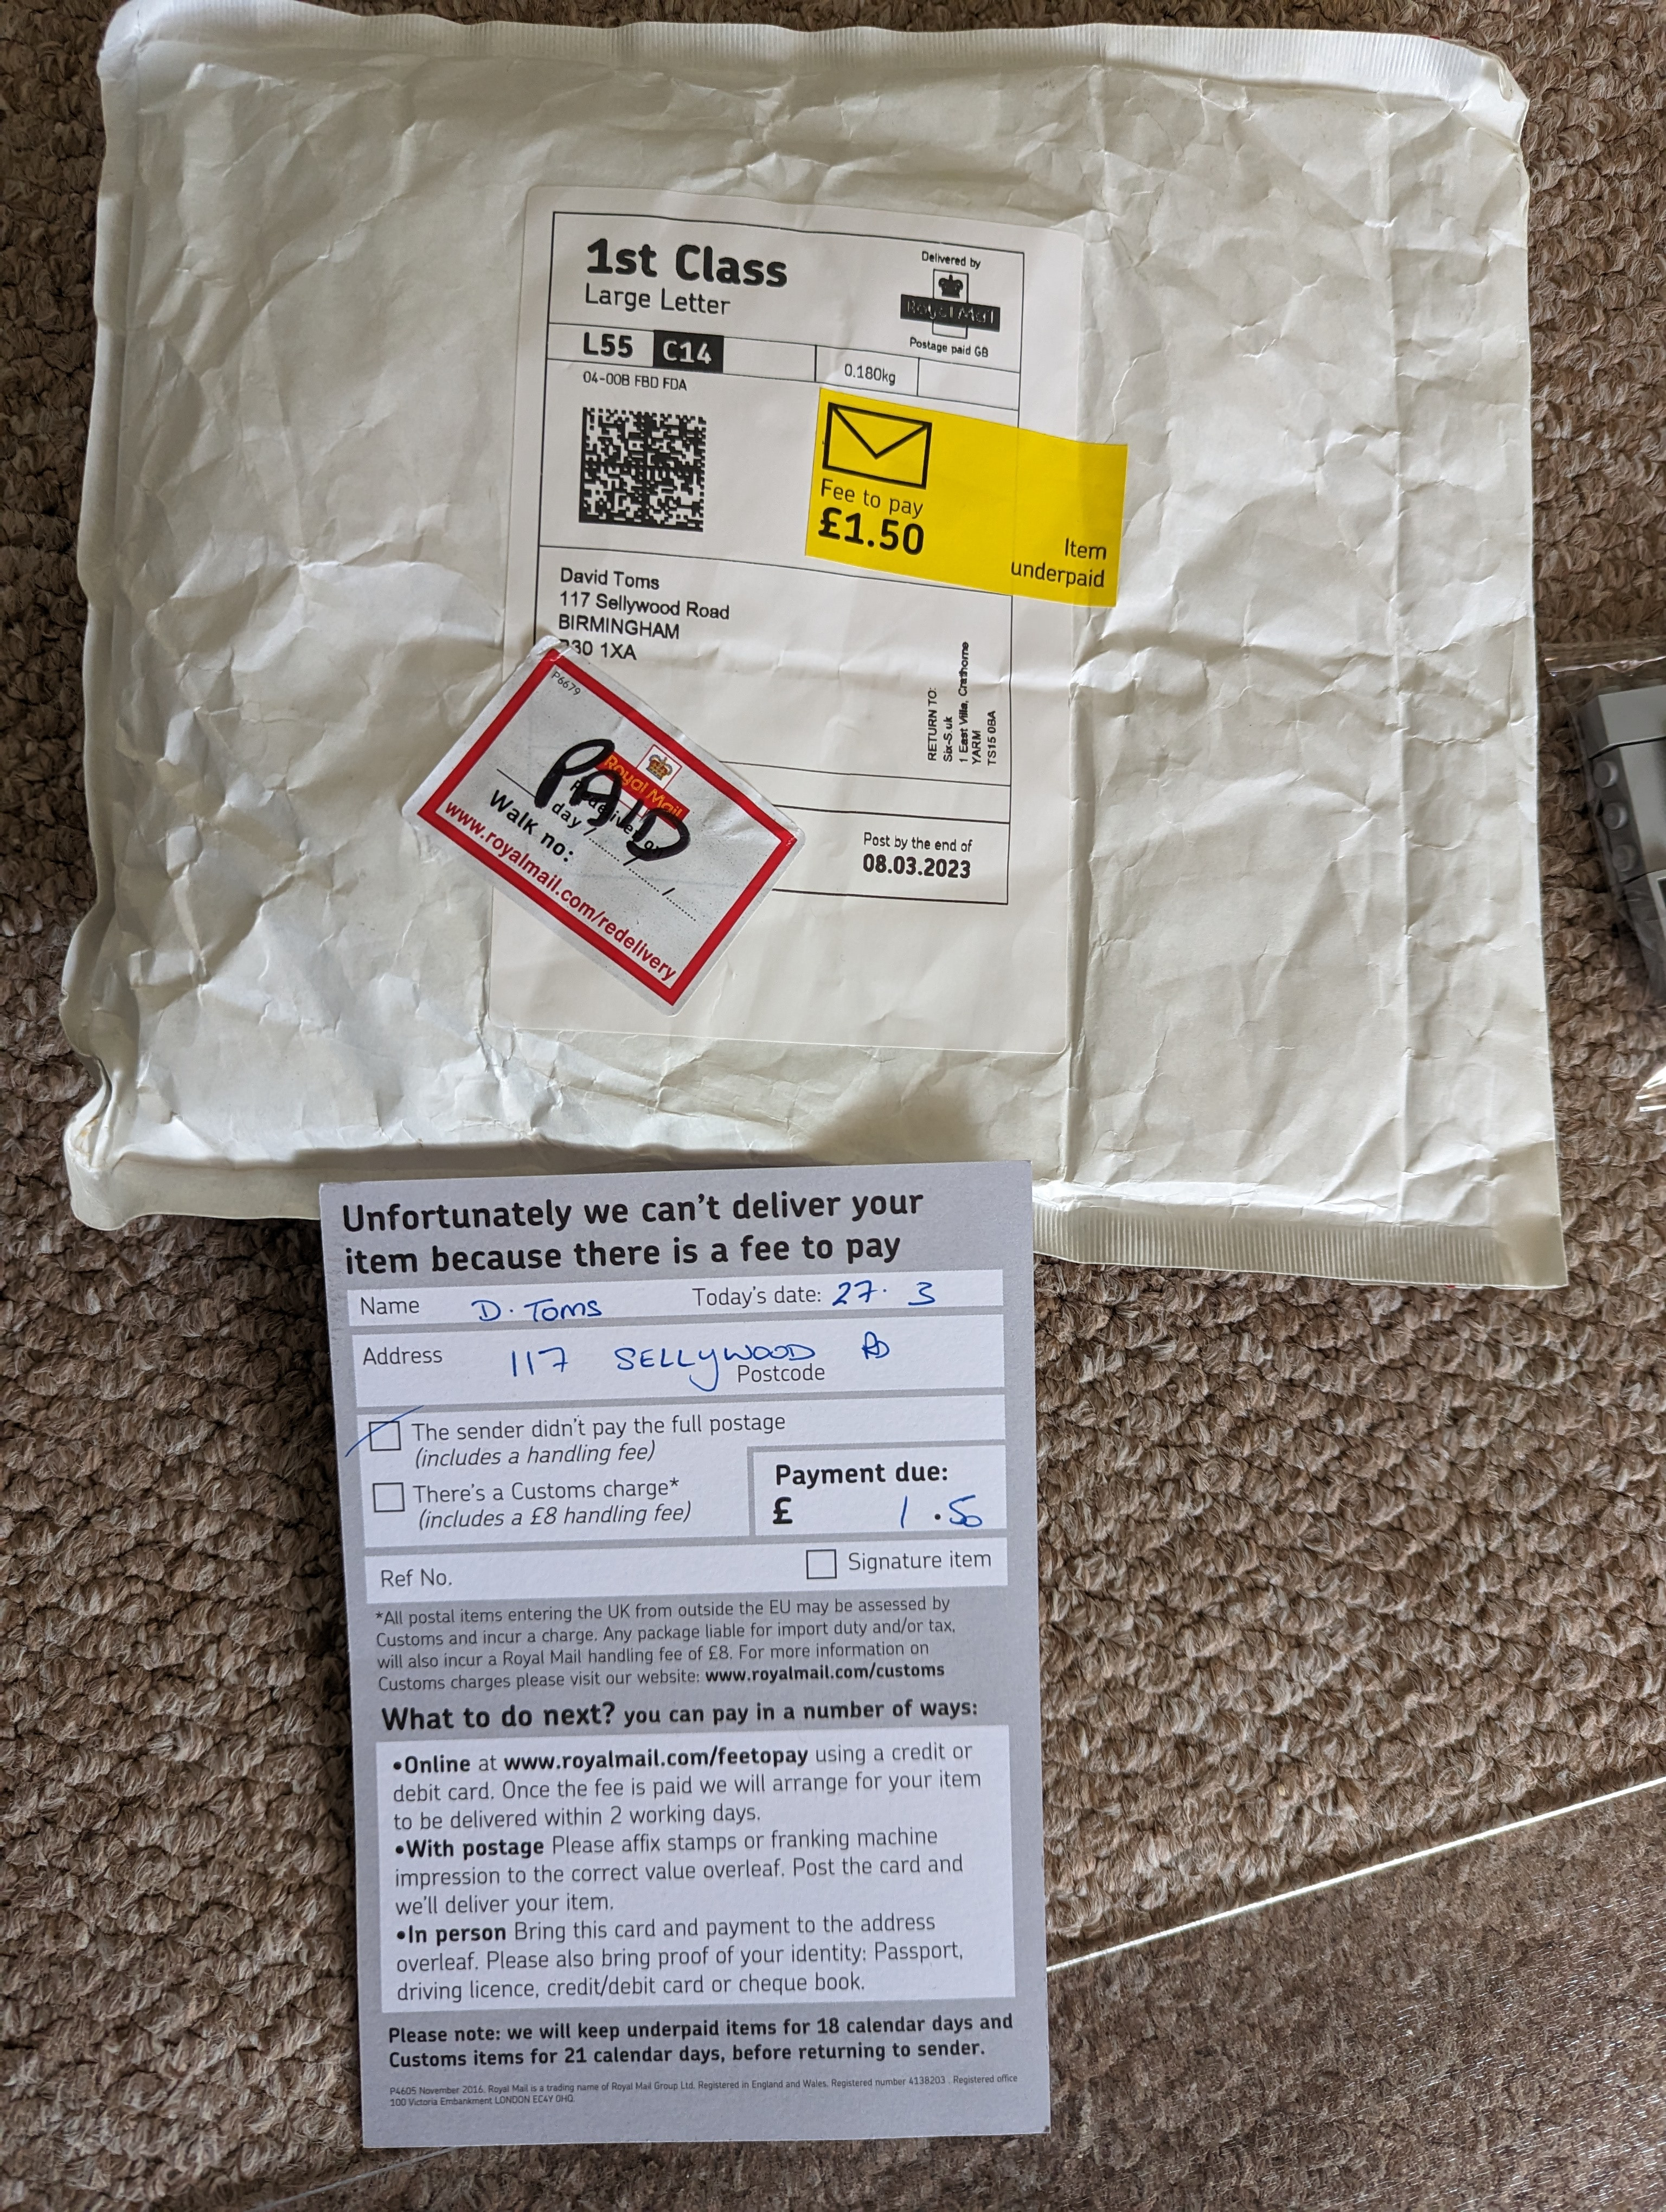 1st Class
Large Letter
Delivered by
Royal Mail
Postage paid GB
L55 C14
0.180kg
04-00B FBD FDA
Fee to pay
£1.50
Item
underpaid
David Toms
117 Sellywood Road
BIRMINGHAM
30 1XA
RETURN TO:
Six-S.uk
1 East Villa, Crathorne
YARM
TS15 0BA
P6679
Royal Mail
PAID
day
Walk no:
www.royalmail.com/redelivery
Post by the end of
08.03.2023
Unfortunately we can't deliver your
item because there is a fee to pay
Name D. Toms Today's date: 27. 3
Address 117 SELLYWOOD RD
Postcode
The sender didn't pay the full postage
(includes a handling fee)
There's a Customs charge*
(includes a £8 handling fee)
Payment due:
£ 1.50
Ref No.
Signature item
*All postal items entering the UK from outside the EU may be assessed by
Customs and incur a charge. Any package liable for import duty and/or tax,
will also incur a Royal Mail handling fee of £8. For more information on
Customs charges please visit our website: www.royalmail.com/customs
What to do next? you can pay in a number of ways:
•Online at www.royalmail.com/feetopay using a credit or
debit card. Once the fee is paid we will arrange for your item
to be delivered within 2 working days.
•With postage Please affix stamps or franking machine
impression to the correct value overleaf. Post the card and
we'll deliver your item.
•In person Bring this card and payment to the address
overleaf. Please also bring proof of your identity: Passport,
driving licence, credit/debit card or cheque book.
Please note: we will keep underpaid items for 18 calendar days and
Customs items for 21 calendar days, before returning to sender.
P4605 November 2016. Royal Mail is a trading name of Royal Mail Group Ltd. Registered in England and Wales. Registered number 4138203. Registered office
100 Victoria Embankment LONDON EC4Y 0HQ.